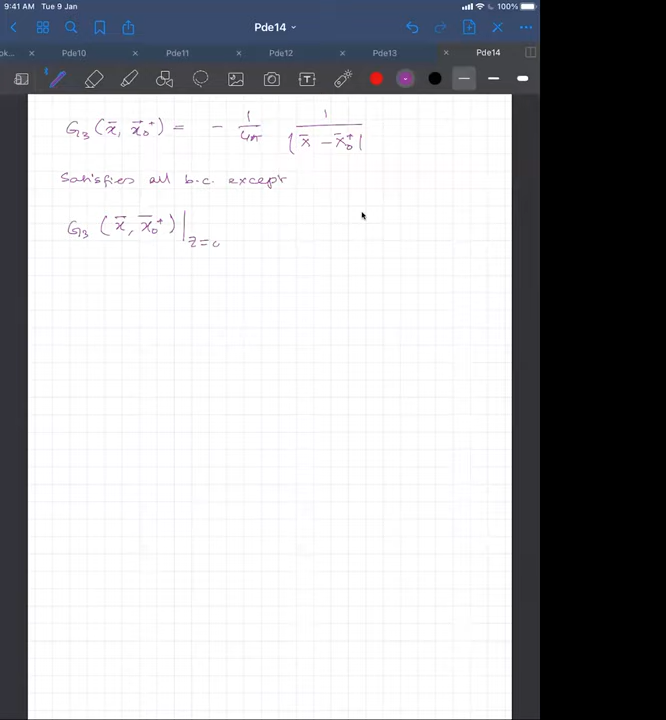 9:41 AM Tue 9 Jan
100%
Pde14
ok...
Pde10
Pde11
Pde12
Pde13
Pde14
G₃ (x̄, x̄₀⁺) = - 1/4π 1/|x̄ - x̄₀⁺|
Satisfies all b.c. except
G₃ (x̄, x̄₀⁺)|z=0